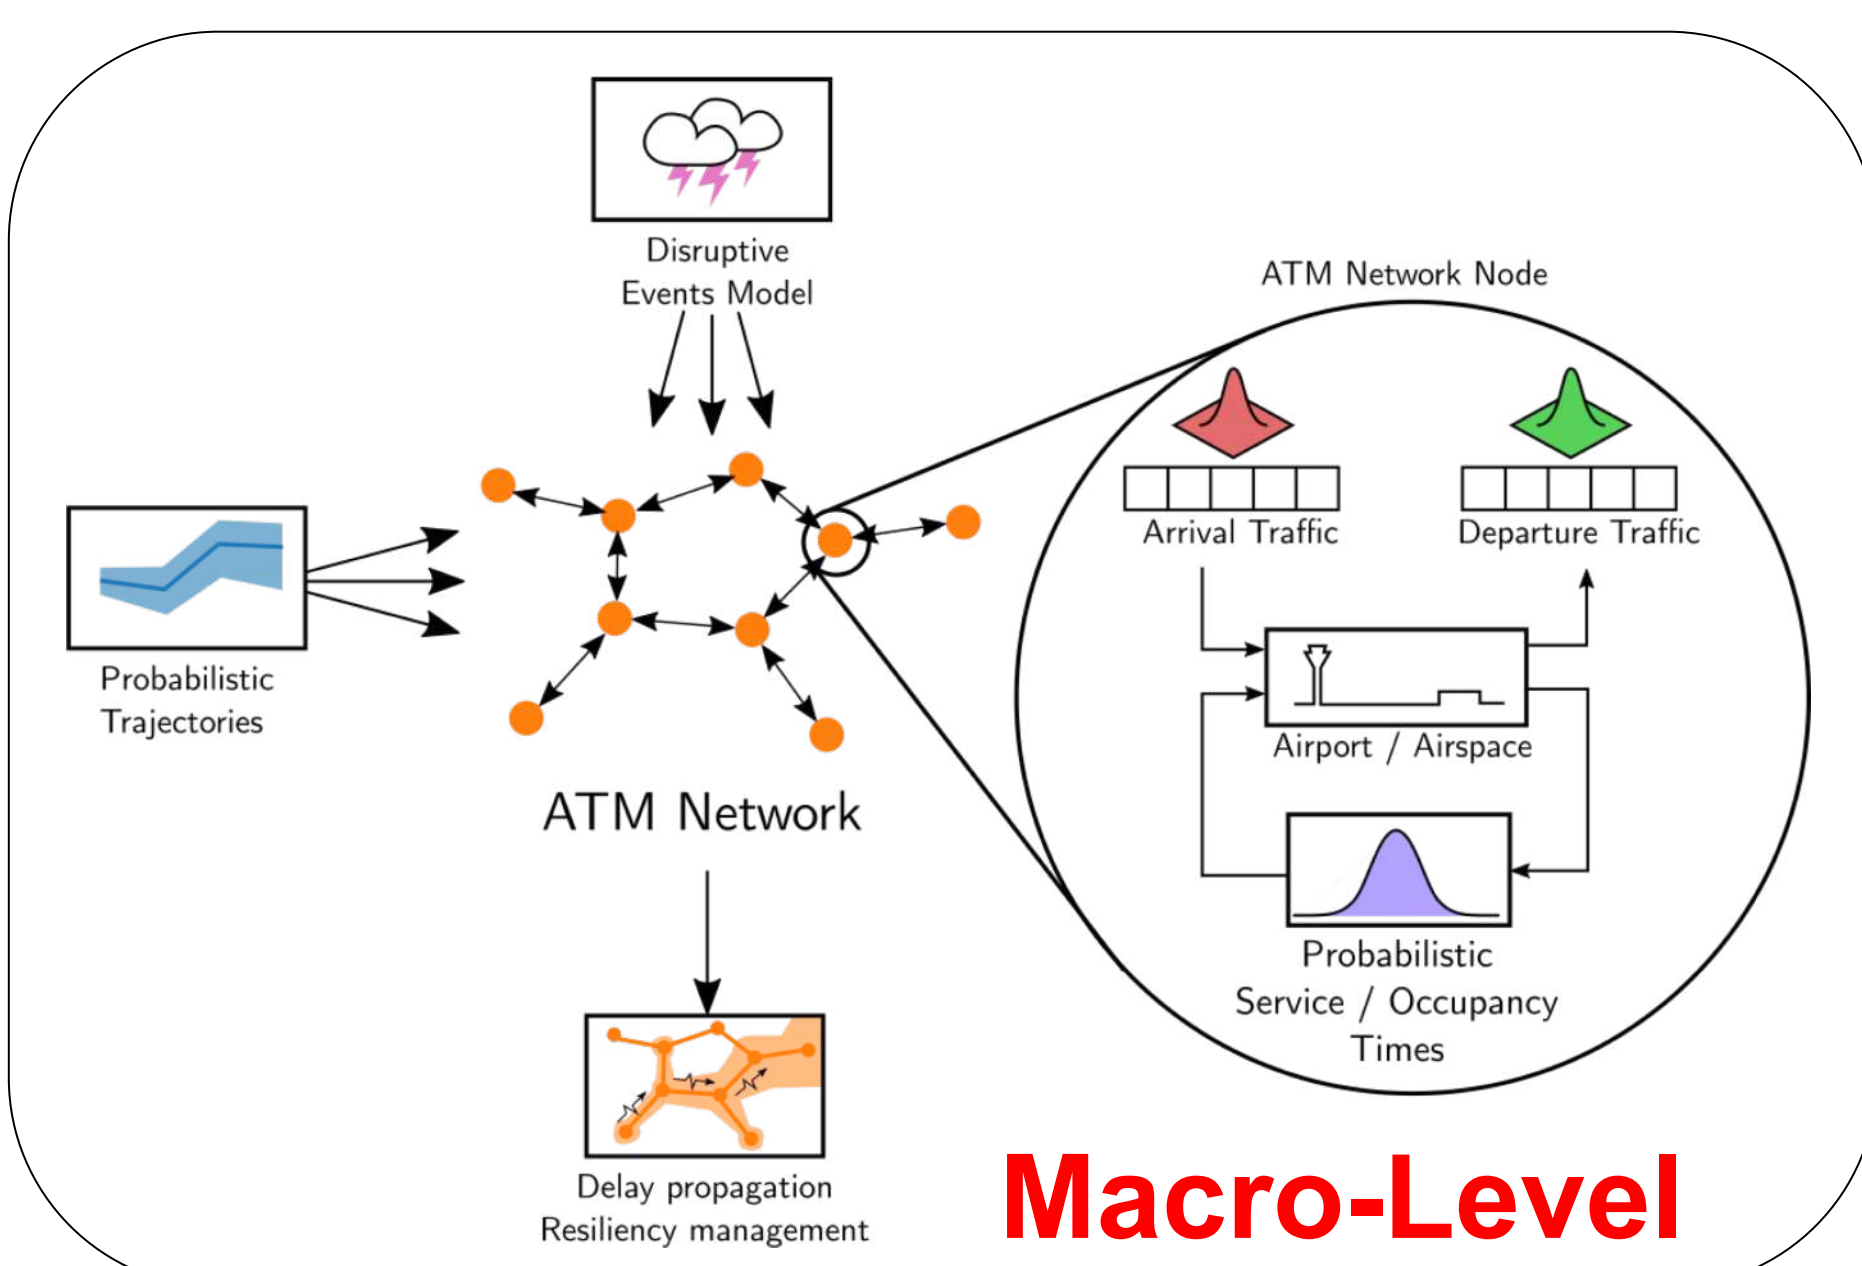 Disruptive
Events Model
ATM Network Node
Arrival Traffic
Departure Traffic
Probabilistic
Trajectories
Airport / Airspace
ATM Network
Probabilistic
Service / Occupancy
Times
Delay propagation
Resiliency management
Macro-Level